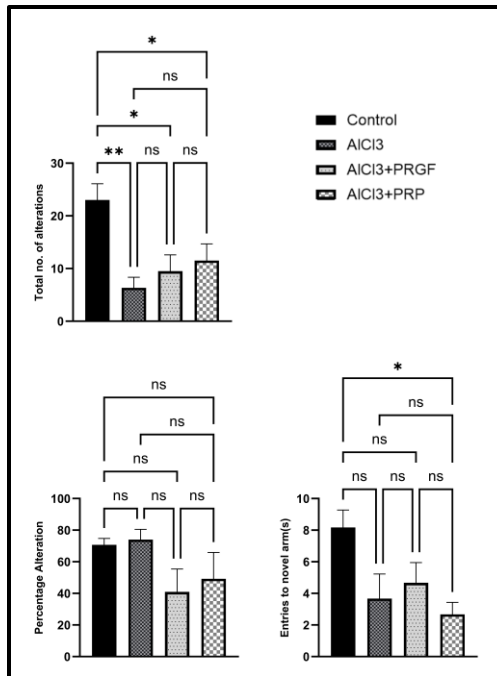 *
ns
*
** ns ns
30
20
10
0
Total no. of alterations
Control
AlCl3
AlCl3+PRGF
AlCl3+PRP
ns
ns
ns
ns ns ns
100
80
60
40
20
0
Percentage Alteration
*
ns
ns
ns ns ns
10
8
6
4
2
0
Entries to novel arm(s)